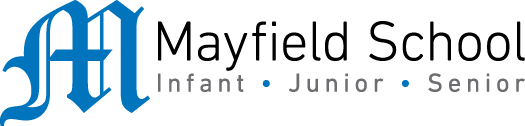 M Mayfield School
Infant • Junior • Senior